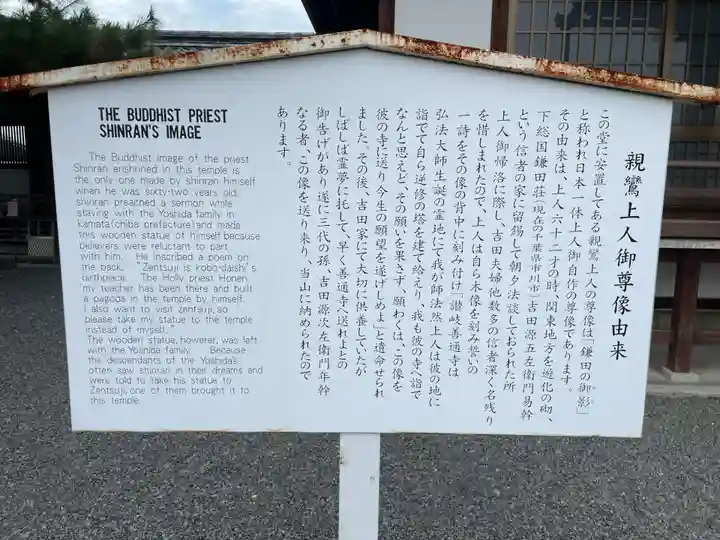 THE BUDDHIST PRIEST
SHINRAN'S IMAGE
The Buddhist image of the priest
Shinran enshrined in this temple is
the only one made by shinran himself
when he was sixty-two years old.
shinran preached a sermon while
staying with the Yoshida family in
kamata(chiba prefecture)and made
this wooden statue of himself because
believers were reluctant to part
with him. He inscribed a poem on
the back. "Zentsuji is kobo-daishi's
birthplace. The Holy priest Honen
my teacher has been there and built
a pagoda in the temple by himself.
I also want to visit zentsuji, so
please take my statue to the temple
instead of myself."
The wooden statue, however, was left
with the Yoshida family. Because
the descendants of the Yoshida's
often saw shinran in their dreams and
were told to take his statue to
Zentsuji, one of them brought it to
this temple.
親鸞上人御尊像由来
この堂に安置してある親鸞上人の尊像は「鎌田の御影」
と称われ日本一体上人御自作の尊像であります。
その由来は、上人六十二才の時、関東地方を遊化の砌、
下総国鎌田荘(現在の千葉県市川市)吉田源五左衛門易幹
という信者の家に留錫して朝夕法談しておられた所
上人御帰洛に際し、吉田夫婦他数多の信者深く名残り
を惜しまれたので、上人は自ら木像を刻み誓いの
一詩をその像の背中に刻み付け「讃岐善通寺は
弘法大師生誕の霊地にて我が師法然上人は彼の地に
詣でて自ら逆修の塔を建て給えり、我も彼の寺へ詣で
なんと思えど、その願いを果さず、願わくは、この像を
彼の寺に送り今生の願望を遂げしめよ」と遺命せられ
ました。その後、吉田家にて大切に供養していたが
しばしば霊夢に托して、早く善通寺へ送れよとの
御告げがあり遂に三代の孫、吉田源次左衛門年幹
なる者、この像を送り来り、当山に納められたので
あります。